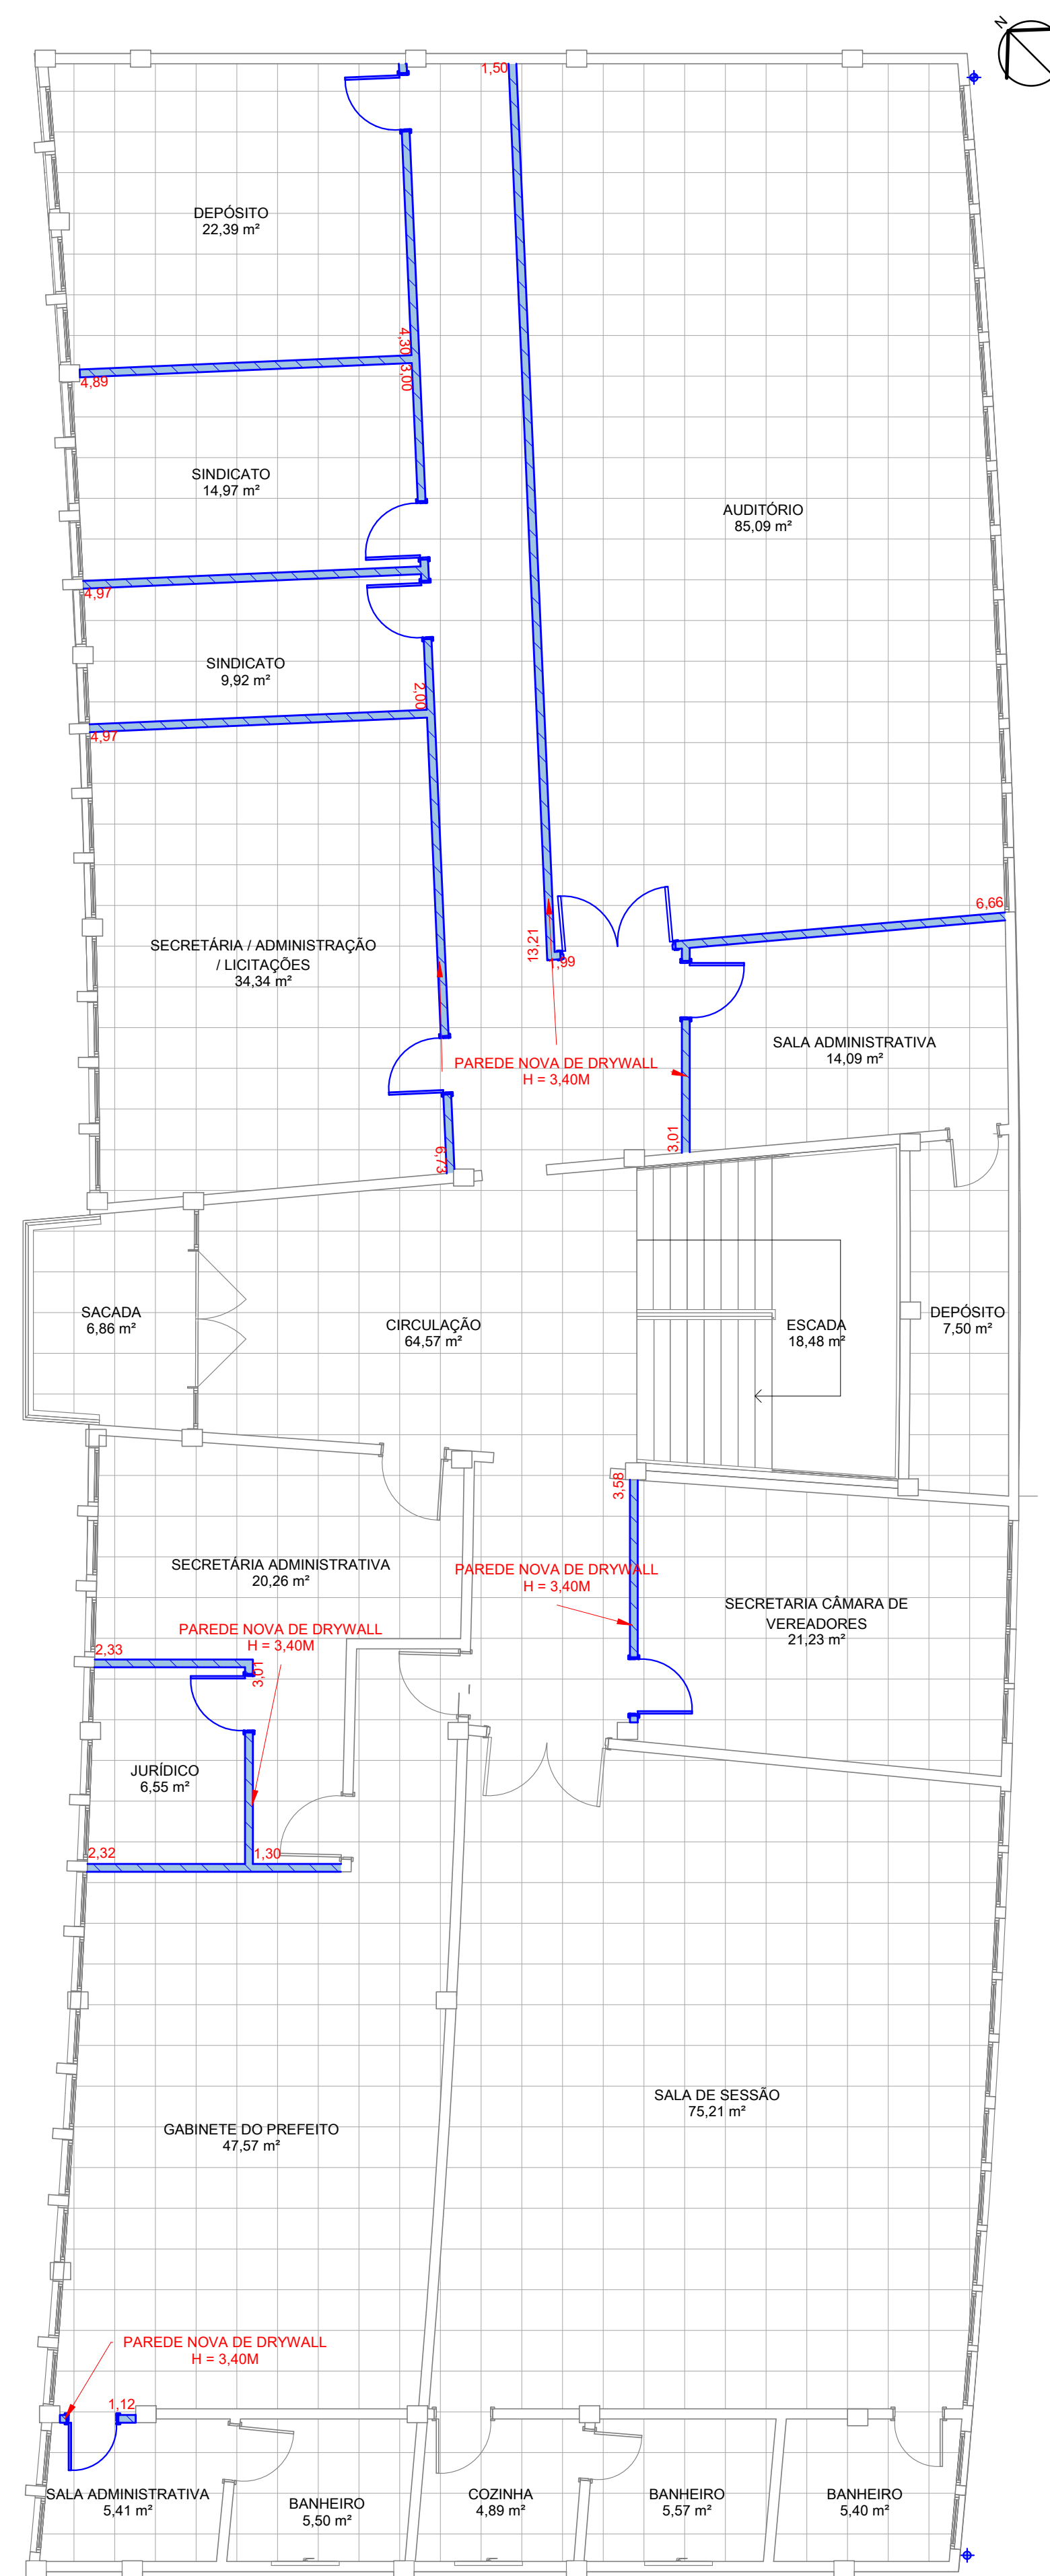 N
1,50
DEPÓSITO
22,39 m²
4,30
3,00
4,89
SINDICATO
14,97 m²
AUDITÓRIO
85,09 m²
4,97
SINDICATO
9,92 m²
2,00
4,97
6,66
SECRETÁRIA / ADMINISTRAÇÃO
/ LICITAÇÕES
34,34 m²
13,21
1,99
SALA ADMINISTRATIVA
14,09 m²
PAREDE NOVA DE DRYWALL
H = 3,40M
3,01
6,73
SACADA
6,86 m²
CIRCULAÇÃO
64,57 m²
ESCADA
18,48 m²
DEPÓSITO
7,50 m²
3,58
SECRETÁRIA ADMINISTRATIVA
20,26 m²
PAREDE NOVA DE DRYWALL
H = 3,40M
SECRETARIA CÂMARA DE
VEREADORES
21,23 m²
PAREDE NOVA DE DRYWALL
H = 3,40M
2,33
3,01
JURÍDICO
6,55 m²
2,32
1,30
SALA DE SESSÃO
75,21 m²
GABINETE DO PREFEITO
47,57 m²
PAREDE NOVA DE DRYWALL
H = 3,40M
1,12
SALA ADMINISTRATIVA
5,41 m²
BANHEIRO
5,50 m²
COZINHA
4,89 m²
BANHEIRO
5,57 m²
BANHEIRO
5,40 m²